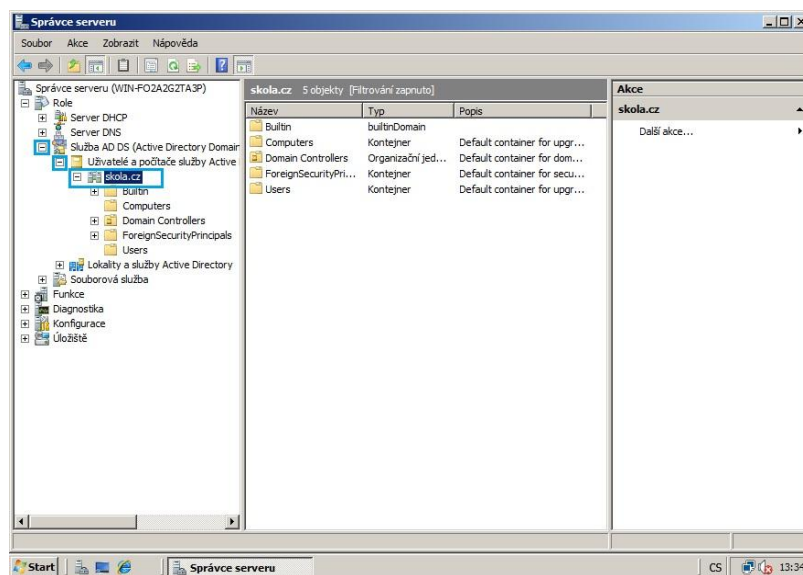 Správce serveru
Soubor Akce Zobrazit Nápověda
Správce serveru (WIN-FO2A2G2TA3P)
Role
Server DHCP
Server DNS
Služba AD DS (Active Directory Domair
Uživatelé a počítače služby Active
skola.cz
Builtin
Computers
Domain Controllers
ForeignSecurityPrincipals
Users
Lokality a služby Active Directory
Souborová služba
Funkce
Diagnostika
Konfigurace
Úložiště
skola.cz 5 objekty [Filtrování zapnuto]
Název Typ Popis
Builtin builtinDomain
Computers Kontejner Default container for upgr...
Domain Controllers Organizační jed... Default container for dom...
ForeignSecurityPri... Kontejner Default container for secu...
Users Kontejner Default container for upgr...
Akce
skola.cz
Další akce...
Start
Správce serveru
CS
13:34